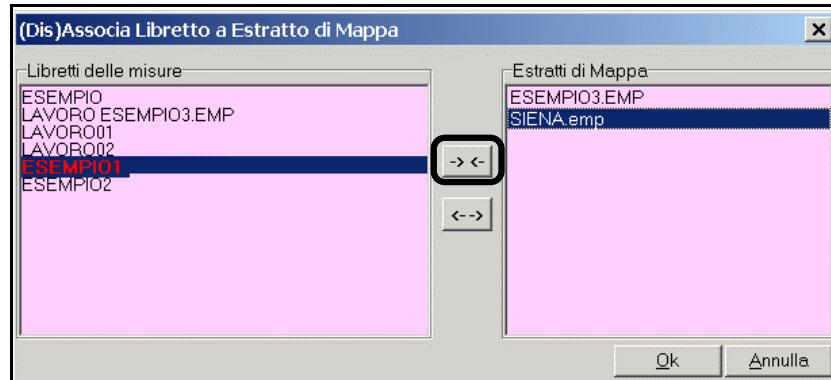 (Dis)Associa Libretto a Estratto di Mappa
Libretti delle misure
ESEMPIO
LAVORO ESEMPIO3.EMP
LAVORO01
LAVORO02
ESEMPIO1
ESEMPIO2
-> <-
<-->
Estratti di Mappa
ESEMPIO3.EMP
SIENA.emp
Ok
Annulla